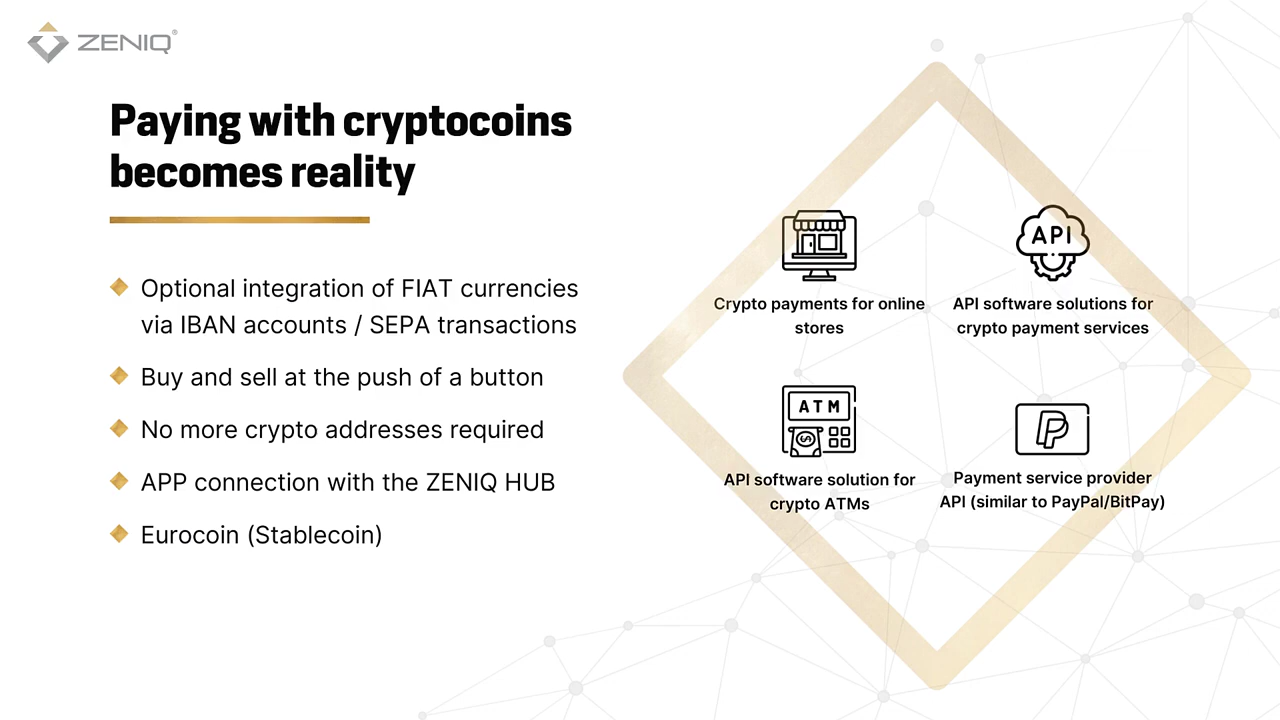 ZENIQ®
Paying with cryptocoins
becomes reality
Optional integration of FIAT currencies
via IBAN accounts / SEPA transactions
Buy and sell at the push of a button
No more crypto addresses required
APP connection with the ZENIQ HUB
Eurocoin (Stablecoin)
API
Crypto payments for online
stores
API software solutions for
crypto payment services
ATM
API software solution for
crypto ATMs
Payment service provider
API (similar to PayPal/BitPay)